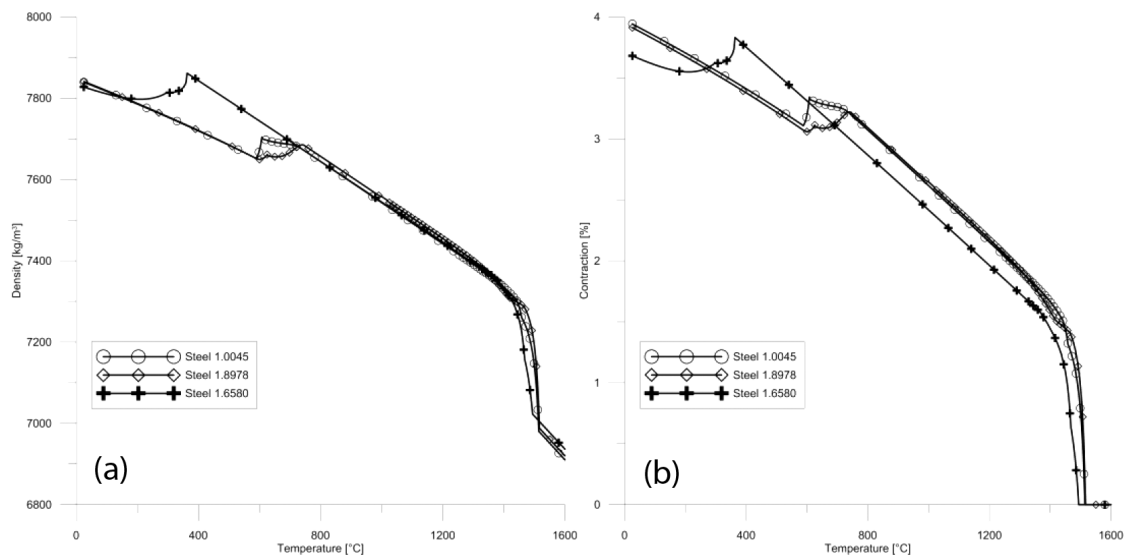 8000
7800
7600
7400
7200
7000
6800
Density [kg/m³]
Steel 1.0045
Steel 1.8978
Steel 1.6580
(a)
0
400
800
1200
1600
Temperature [°C]
4
3
2
1
0
Contraction [%]
Steel 1.0045
Steel 1.8978
Steel 1.6580
(b)
0
400
800
1200
1600
Temperature [°C]